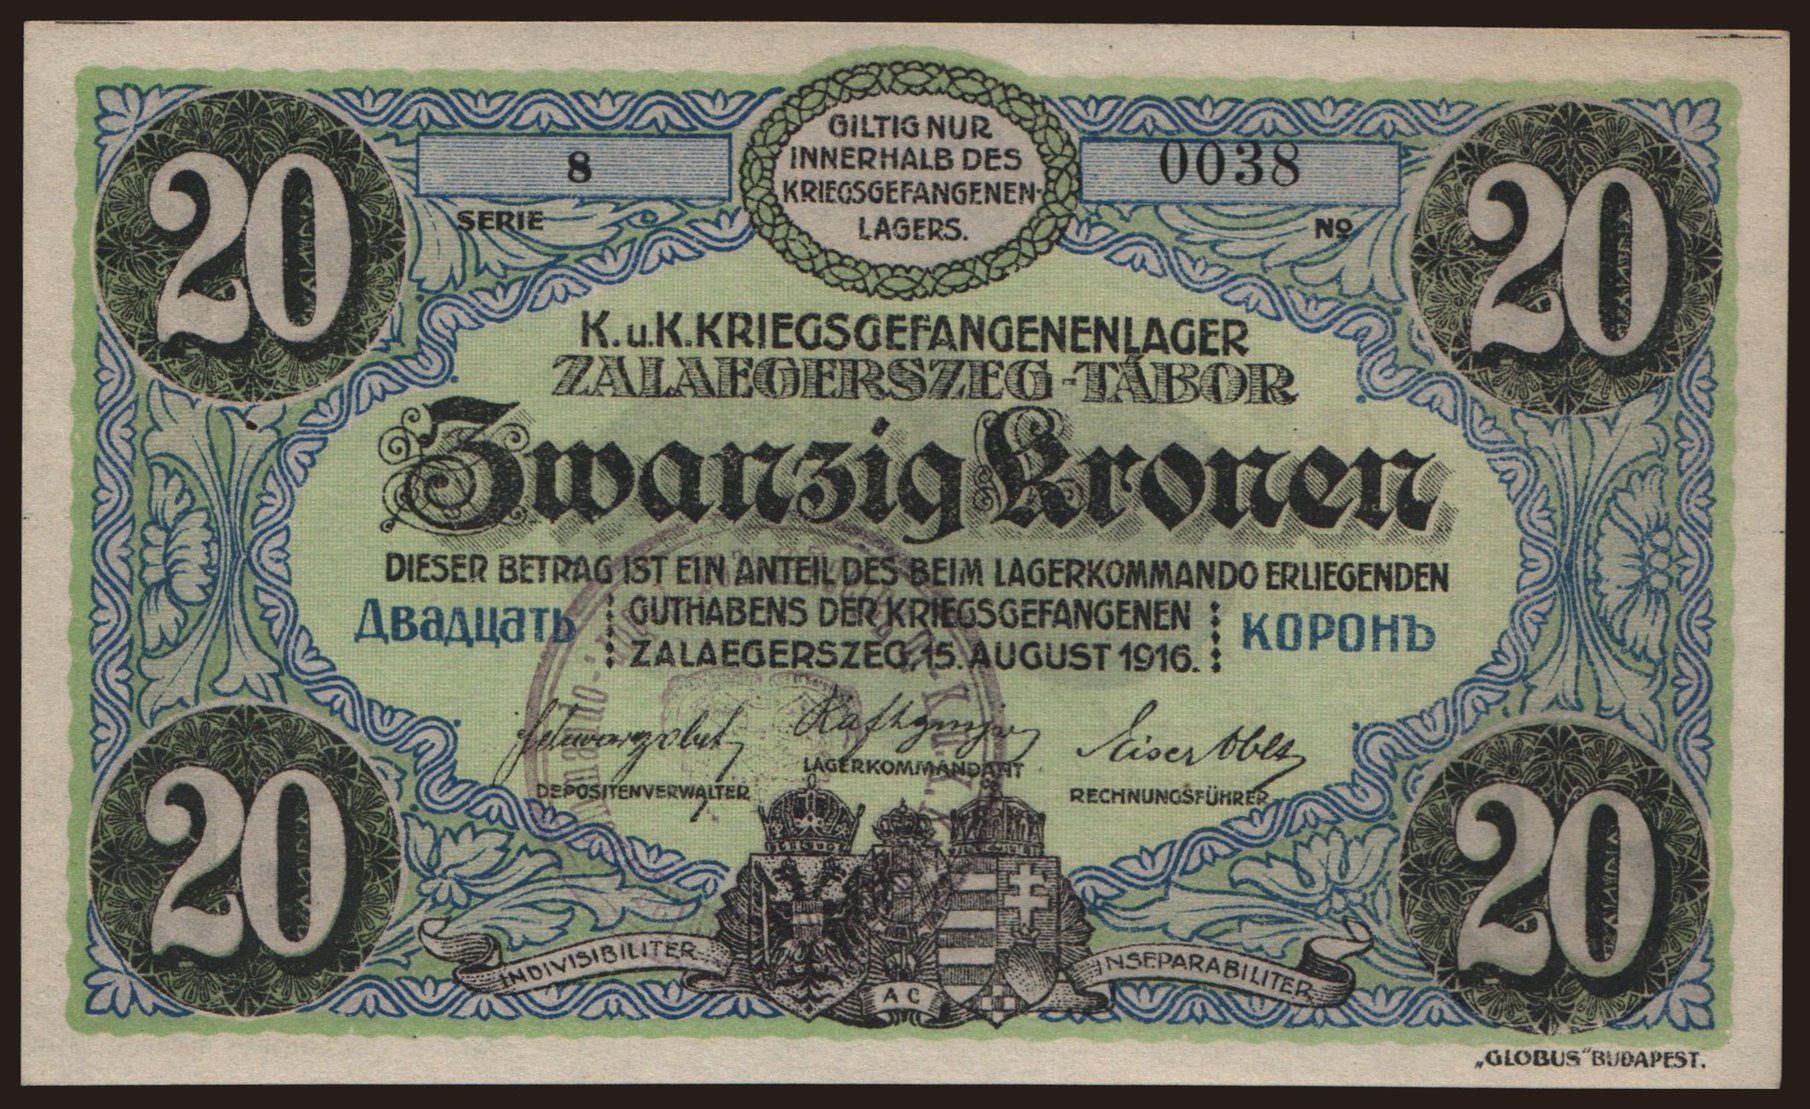 20
20
GILTIG NUR
INNERHALB DES
KRIEGSGEFANGENEN-
LAGERS.
8
0038
SERIE
No
K. u. K. KRIEGSGEFANGENENLAGER
ZALAEGERSZEG-TÁBOR
Zwanzig Kronen
DIESER BETRAG IST EIN ANTEIL DES BEIM LAGERKOMMANDO ERLIEGENDEN
Двадцать
GUTHABENS DER KRIEGSGEFANGENEN
КОРОНЪ
ZALAEGERSZEG, 15. AUGUST 1916.
LAGERKOMMANDANT
DEPOSITENVERWALTER
RECHNUNGSFÜHRER
20
20
INDIVISIBILITER
INSEPARABILITER
A C
„GLOBUS" BUDAPEST.